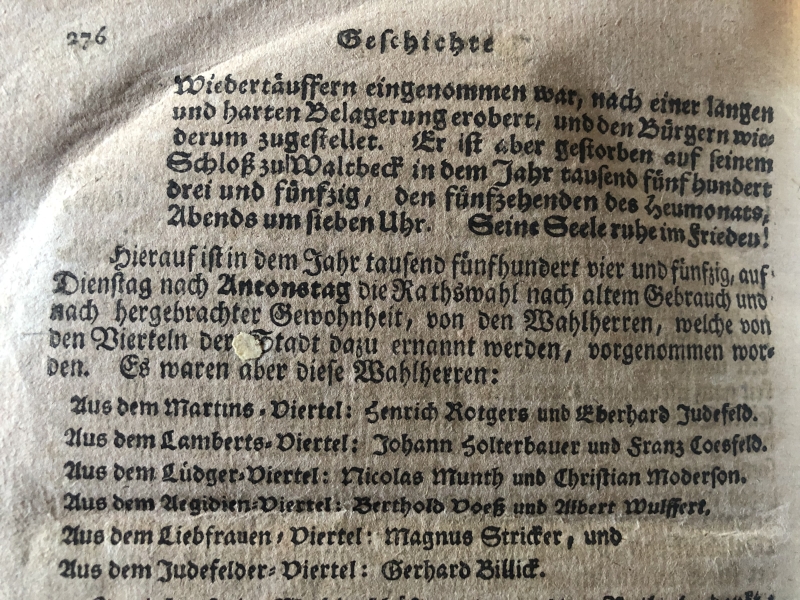 276 Geschichte
Wiedertäuffern eingenommen war, nach einer langen
und harten Belagerung erobert, und den Bürgern wie-
derum zugestellet. Er ist aber gestorben auf seinem
Schloß zu Waltbeck in dem Jahr tausend fünf hundert
drei und fünfzig, den fünfzehenden des Heumonats,
Abends um sieben Uhr. Seine Seele ruhe im Frieden!
Hierauf ist in dem Jahr tausend fünfhundert vier und fünfzig, auf
Dienstag nach Antonstag die Rathswahl nach altem Gebrauch und
nach hergebrachter Gewohnheit, von den Wahlherren, welche von
den Vierteln der Stadt dazu ernannt werden, vorgenommen wor-
den. Es waren aber diese Wahlherren:
Aus dem Martins-Viertel: Henrich Rotgers und Eberhard Judefeld.
Aus dem Lamberts-Viertel: Johann Holterbauer und Franz Coesfeld.
Aus dem Lüdger-Viertel: Nicolas Munth und Christian Moderson.
Aus dem Aegidien-Viertel: Berthold Voeß und Albert Wulffert.
Aus dem Liebfrauen-Viertel: Magnus Stricker, und
Aus dem Judefelder-Viertel: Gerhard Billick.